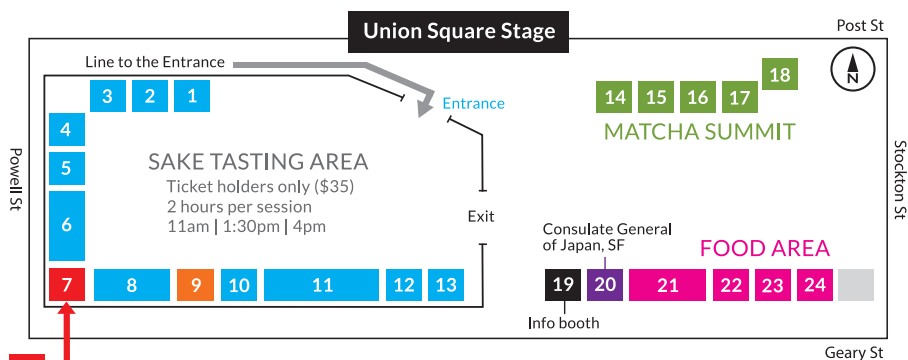 Union Square Stage
Post St
Line to the Entrance
N
18
3 2 1
14 15 16 17
Entrance
4
MATCHA SUMMIT
Powell St
Stockton St
5
SAKE TASTING AREA
Ticket holders only ($35)
2 hours per session
11am | 1:30pm | 4pm
6
Exit
Consulate General
of Japan, SF
FOOD AREA
7 8 9 10 11 12 13
19 20 21 22 23 24
Info booth
Geary St